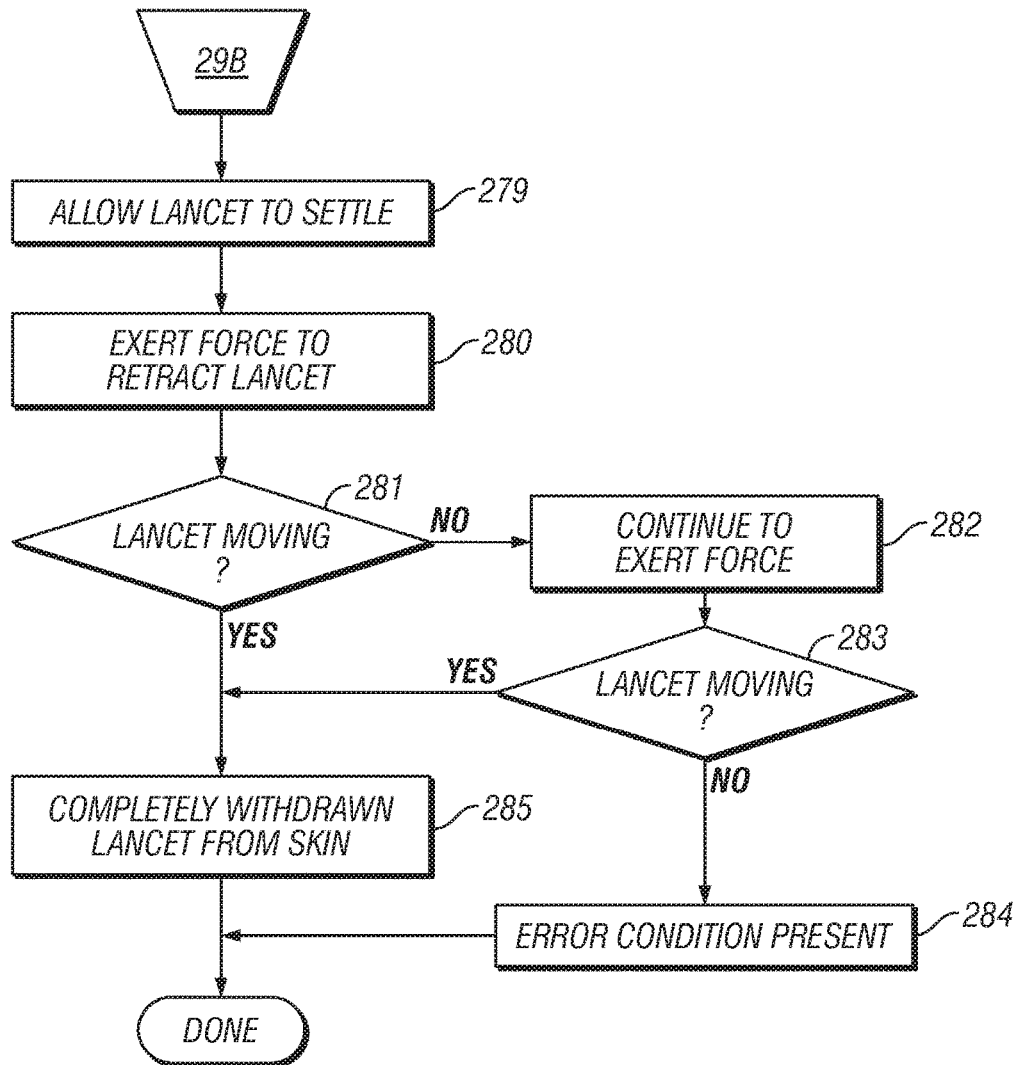 29B
ALLOW LANCET TO SETTLE
279
EXERT FORCE TO
RETRACT LANCET
280
LANCET MOVING
?
281
NO
YES
CONTINUE TO
EXERT FORCE
282
LANCET MOVING
?
283
YES
NO
COMPLETELY WITHDRAWN
LANCET FROM SKIN
285
ERROR CONDITION PRESENT
284
DONE